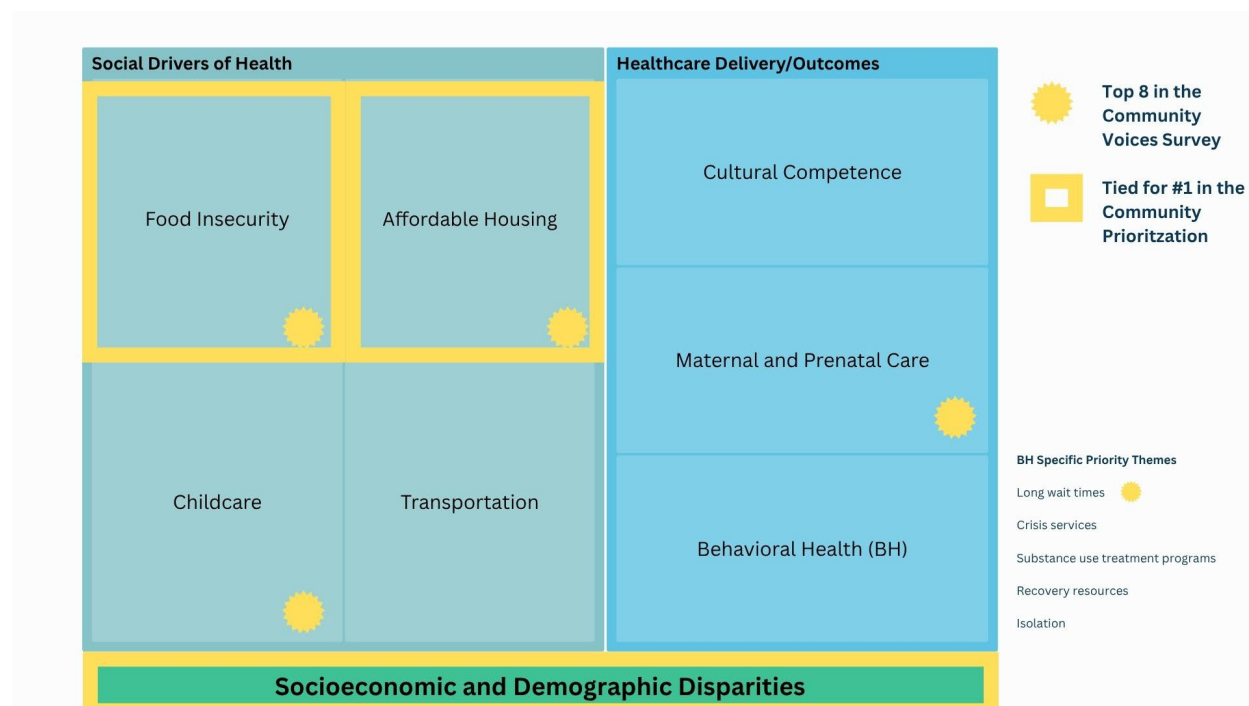 Social Drivers of Health
Food Insecurity
Affordable Housing
Childcare
Transportation
Healthcare Delivery/Outcomes
Cultural Competence
Maternal and Prenatal Care
Behavioral Health (BH)
Socioeconomic and Demographic Disparities
Top 8 in the
Community
Voices Survey
Tied for #1 in the
Community
Prioritzation
BH Specific Priority Themes
Long wait times
Crisis services
Substance use treatment programs
Recovery resources
Isolation